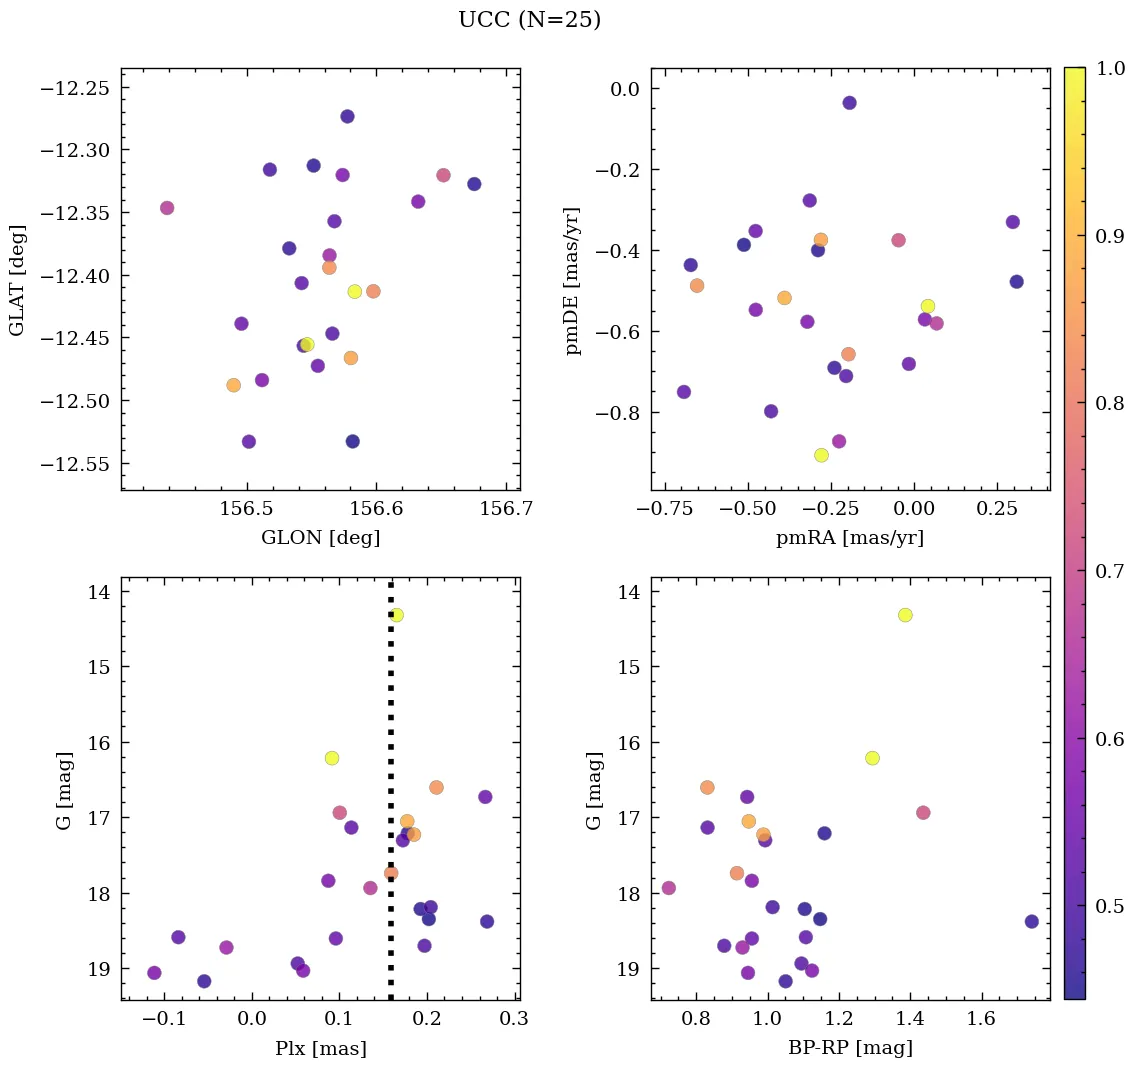 UCC (N=25)
−12.25
−12.30
−12.35
−12.40
−12.45
−12.50
−12.55
GLAT [deg]
156.5 156.6 156.7
GLON [deg]
0.0
−0.2
−0.4
−0.6
−0.8
pmDE [mas/yr]
−0.75 −0.50 −0.25 0.00 0.25
pmRA [mas/yr]
14
15
16
17
18
19
G [mag]
−0.1 0.0 0.1 0.2 0.3
Plx [mas]
14
15
16
17
18
19
G [mag]
0.8 1.0 1.2 1.4 1.6
BP-RP [mag]
1.0
0.9
0.8
0.7
0.6
0.5